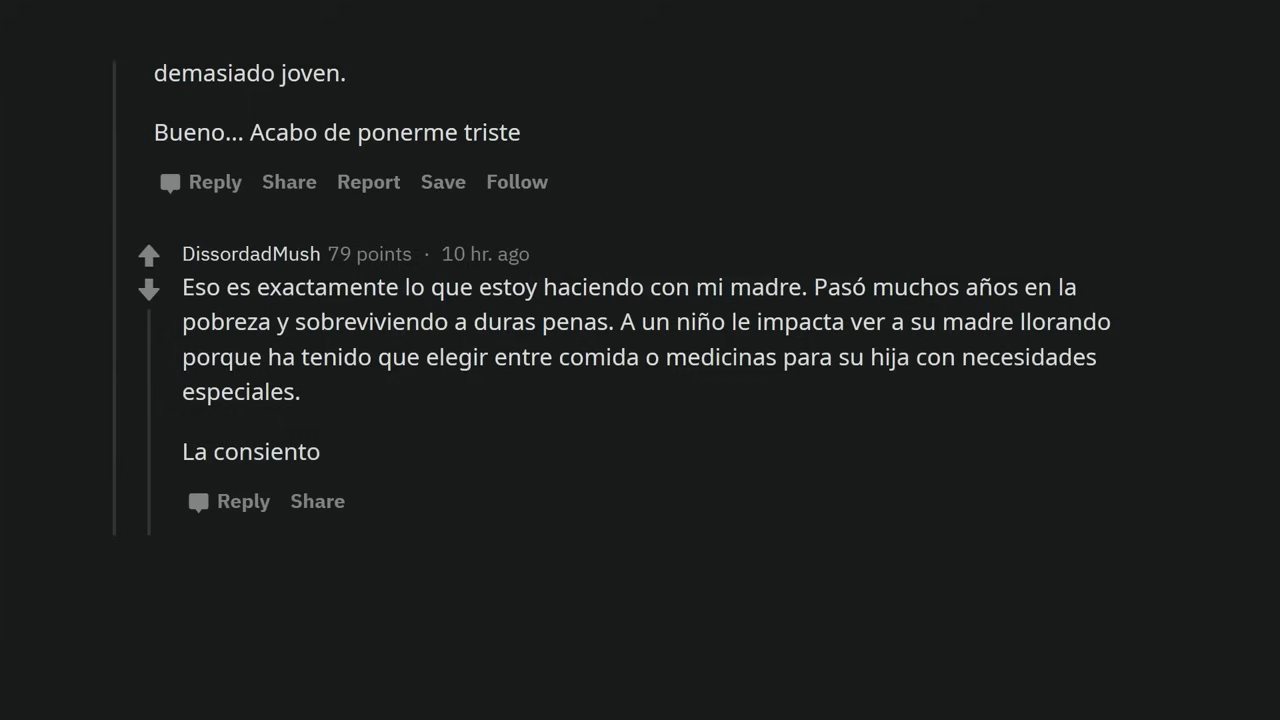 demasiado joven.
Bueno... Acabo de ponerme triste
Reply Share Report Save Follow
DissordadMush 79 points · 10 hr. ago
Eso es exactamente lo que estoy haciendo con mi madre. Pasó muchos años en la
pobreza y sobreviviendo a duras penas. A un niño le impacta ver a su madre llorando
porque ha tenido que elegir entre comida o medicinas para su hija con necesidades
especiales.
La consiento
Reply Share